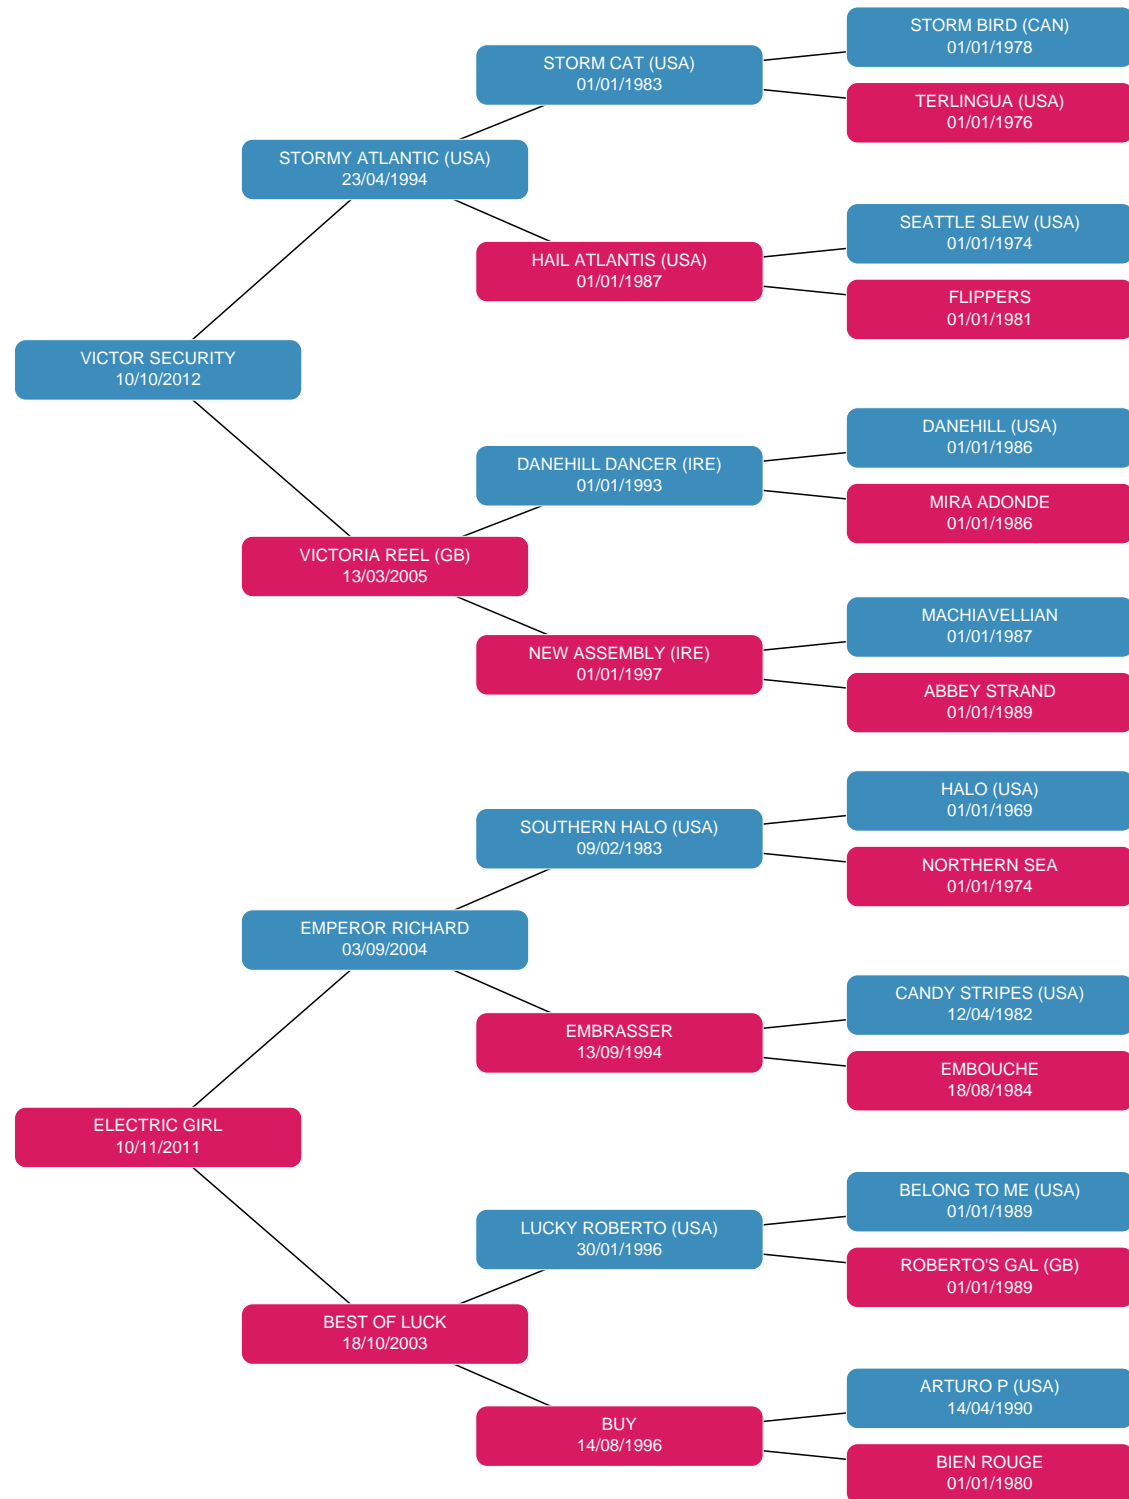 STORM BIRD (CAN)
01/01/1978
STORM CAT (USA)
01/01/1983
TERLINGUA (USA)
01/01/1976
STORMY ATLANTIC (USA)
23/04/1994
SEATTLE SLEW (USA)
01/01/1974
HAIL ATLANTIS (USA)
01/01/1987
FLIPPERS
01/01/1981
VICTOR SECURITY
10/10/2012
DANEHILL (USA)
01/01/1986
DANEHILL DANCER (IRE)
01/01/1993
MIRA ADONDE
01/01/1986
VICTORIA REEL (GB)
13/03/2005
MACHIAVELLIAN
01/01/1987
NEW ASSEMBLY (IRE)
01/01/1997
ABBEY STRAND
01/01/1989
HALO (USA)
01/01/1969
SOUTHERN HALO (USA)
09/02/1983
NORTHERN SEA
01/01/1974
EMPEROR RICHARD
03/09/2004
CANDY STRIPES (USA)
12/04/1982
EMBRASSER
13/09/1994
EMBOUCHE
18/08/1984
ELECTRIC GIRL
10/11/2011
BELONG TO ME (USA)
01/01/1989
LUCKY ROBERTO (USA)
30/01/1996
ROBERTO'S GAL (GB)
01/01/1989
BEST OF LUCK
18/10/2003
ARTURO P (USA)
14/04/1990
BUY
14/08/1996
BIEN ROUGE
01/01/1980